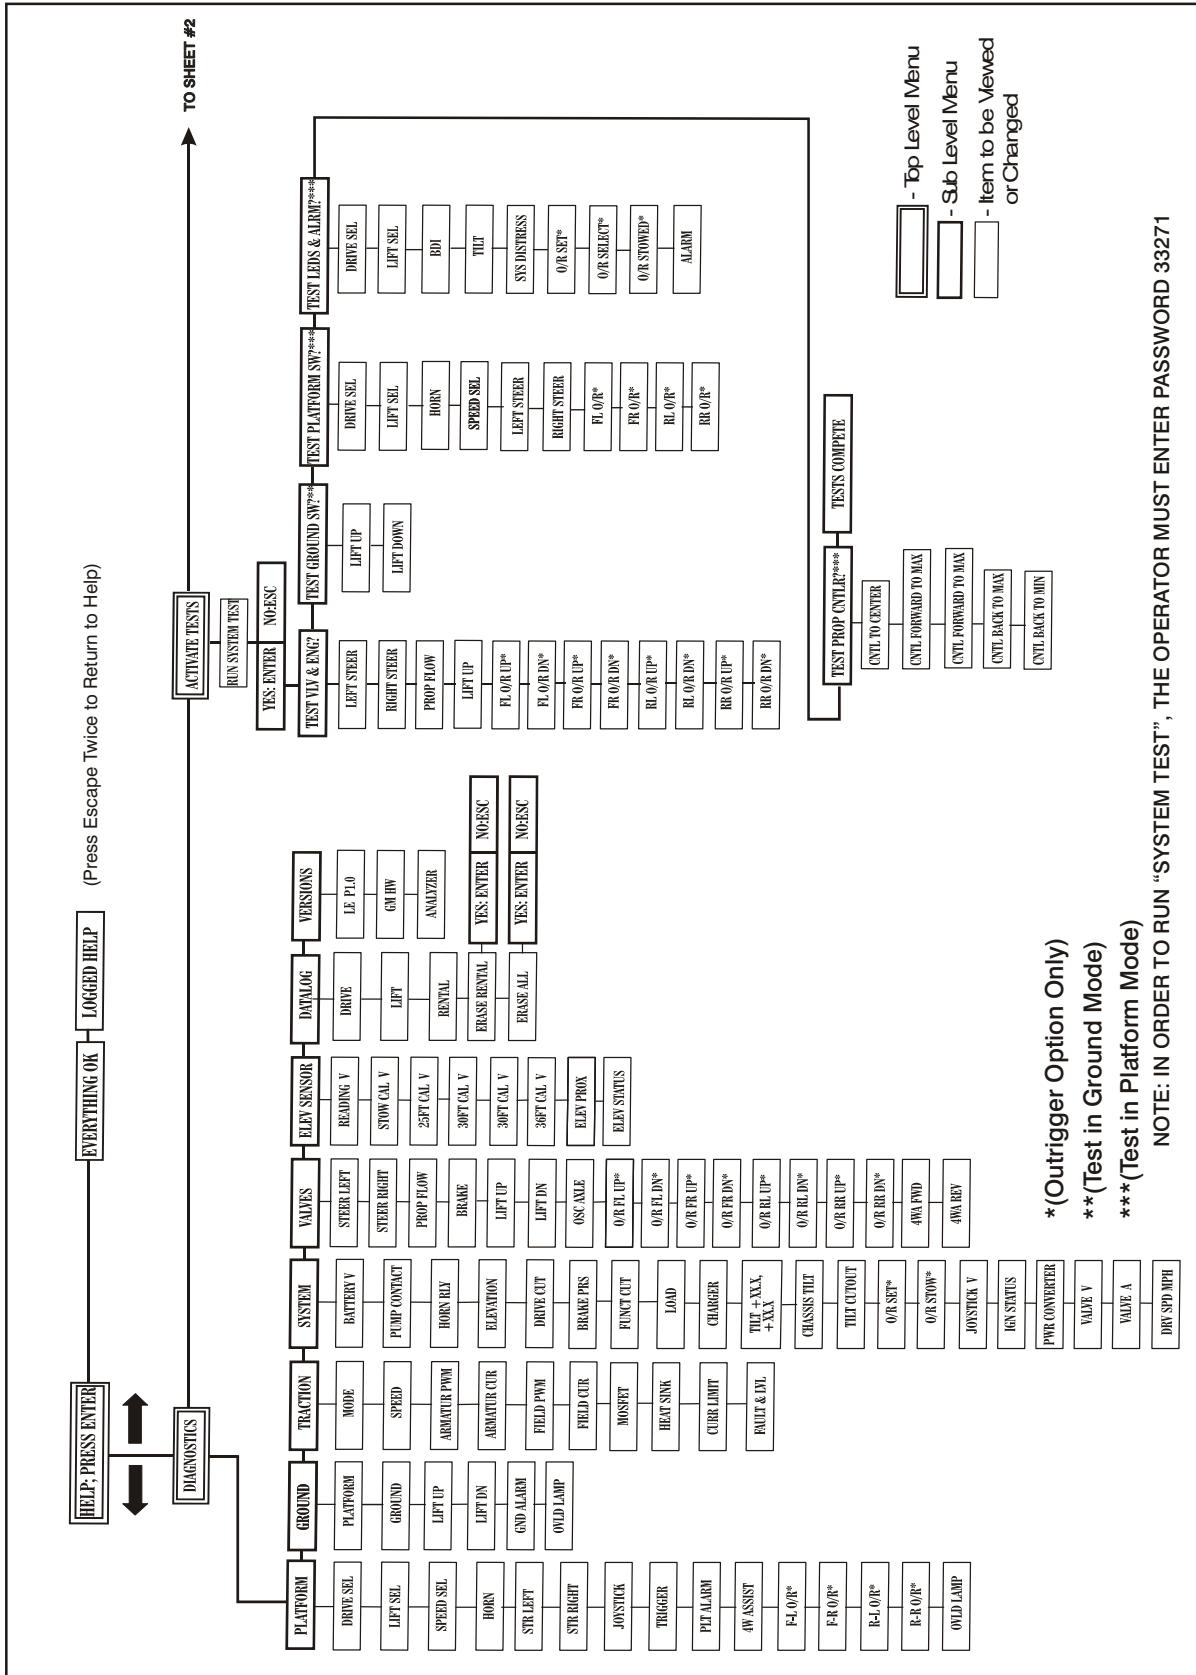 HELP; PRESS ENTER
EVERYTHING OK
LOGGED HELP
(Press Escape Twice to Return to Help)
DIAGNOSTICS
ACTIVATE TESTS
TO SHEET #2
PLATFORM
DRIVE SEL
LIFT SEL
SPEED SEL
HORN
STR LEFT
STR RIGHT
JOYSTICK
TRIGGER
PLT ALARM
4W ASSIST
F-L O/R*
F-R O/R*
R-L O/R*
R-R O/R*
OVLD LAMP
GROUND
PLATFORM
GROUND
LIFT UP
LIFT DN
GND ALARM
OVLD LAMP
TRACTION
MODE
SPEED
ARMATUR PWM
ARMATUR CUR
FIELD PWM
FIELD CUR
MOSFET
HEAT SINK
CURR LIMIT
FAULT & LVL
SYSTEM
BATTERY V
PUMP CONTACT
HORN RLY
ELEVATION
DRIVE CUT
BRAKE PRS
FUNCT CUT
LOAD
CHARGER
TILT +XX.X,
+XX.X
CHASSIS TILT
TILT CUTOUT
O/R SET*
O/R STOW*
JOYSTICK V
IGN STATUS
PWR CONVERTER
VALVE V
VALVE A
DRV SPD MPH
VALVES
STEER LEFT
STEER RIGHT
PROP FLOW
BRAKE
LIFT UP
LIFT DN
OSC AXLE
O/R FL UP*
O/R FL DN*
O/R FR UP*
O/R FR DN*
O/R RL UP*
O/R RL DN*
O/R RR UP*
O/R RR DN*
4WA FWD
4WA REV
ELEV SENSOR
READING V
STOW CAL V
25FT CAL V
30FT CAL V
30FT CAL V
36FT CAL V
ELEV PROX
ELEV STATUS
DATALOG
DRIVE
LIFT
RENTAL
ERASE RENTAL
YES: ENTER
NO:ESC
ERASE ALL
YES: ENTER
NO:ESC
VERSIONS
LE P1.0
GM HW
ANALYZER
RUN SYSTEM TEST
YES: ENTER
NO:ESC
TEST VLV & ENG?
LEFT STEER
RIGHT STEER
PROP FLOW
LIFT UP
FL O/R UP*
FL O/R DN*
FR O/R UP*
FR O/R DN*
RL O/R UP*
RL O/R DN*
RR O/R UP*
RR O/R DN*
TEST GROUND SW?**
LIFT UP
LIFT DOWN
TEST PLATFORM SW?***
DRIVE SEL
LIFT SEL
HORN
SPEED SEL
LEFT STEER
RIGHT STEER
FL O/R*
FR O/R*
RL O/R*
RR O/R*
TEST LEDS & ALRM?***
DRIVE SEL
LIFT SEL
BDI
TILT
SYS DISTRESS
O/R SET*
O/R SELECT*
O/R STOWED*
ALARM
TEST PROP CNTLR?***
TESTS COMPETE
CNTL TO CENTER
CNTL FORWARD TO MAX
CNTL FORWARD TO MAX
CNTL BACK TO MAX
CNTL BACK TO MIN
- Top Level Menu
- Sub Level Menu
- Item to be Viewed
or Changed
*(Outrigger Option Only)
**(Test in Ground Mode)
***(Test in Platform Mode)
NOTE: IN ORDER TO RUN “SYSTEM TEST”, THE OPERATOR MUST ENTER PASSWORD 33271